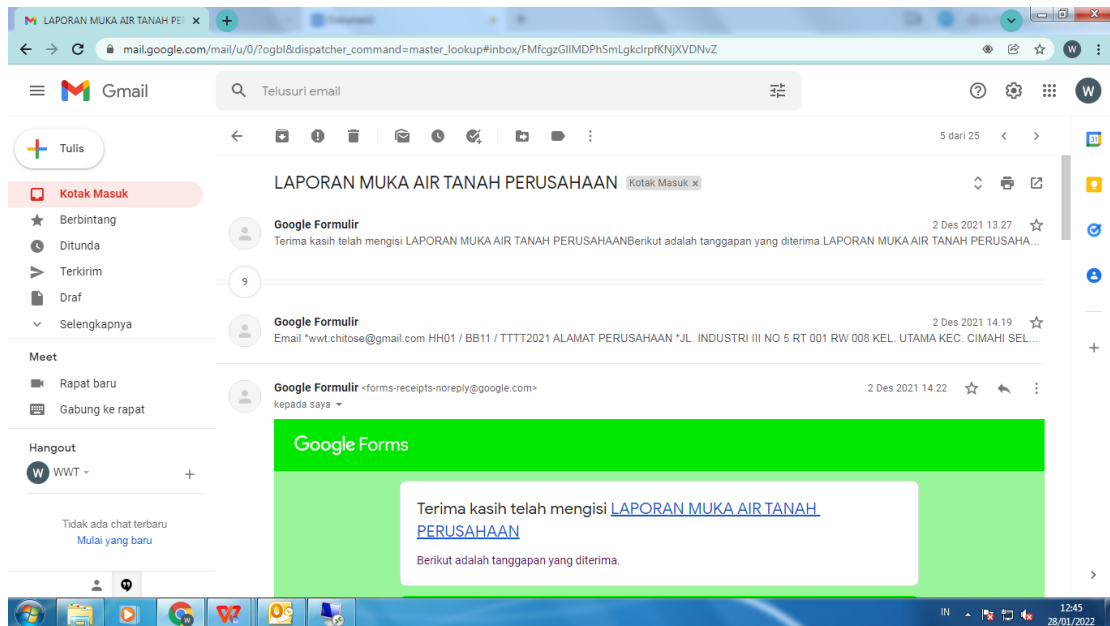 LAPORAN MUKA AIR TANAH PER
mail.google.com/mail/u/0/?ogbl&dispatcher_command=master_lookup#inbox/FMfcgzGlIMDPhSmLgkclrpfKNjXVDNvZ
W
Gmail
Telusuri email
W
Tulis
5 dari 25
31
Kotak Masuk
Berbintang
Ditunda
Terkirim
Draf
Selengkapnya
Meet
Rapat baru
Gabung ke rapat
Hangout
W WWT
Tidak ada chat terbaru
Mulai yang baru
LAPORAN MUKA AIR TANAH PERUSAHAAN Kotak Masuk x
Google Formulir 2 Des 2021 13.27
Terima kasih telah mengisi LAPORAN MUKA AIR TANAH PERUSAHAANBerikut adalah tanggapan yang diterima.LAPORAN MUKA AIR TANAH PERUSAHA...
9
Google Formulir 2 Des 2021 14.19
Email *wwt.chitose@gmail.com HH01 / BB11 / TTTT2021 ALAMAT PERUSAHAAN *JL. INDUSTRI III NO 5 RT 001 RW 008 KEL. UTAMA KEC. CIMAHI SEL...
Google Formulir <forms-receipts-noreply@google.com> 2 Des 2021 14.22
kepada saya
Google Forms
Terima kasih telah mengisi LAPORAN MUKA AIR TANAH
PERUSAHAAN
Berikut adalah tanggapan yang diterima.
IN 12:45
28/01/2022